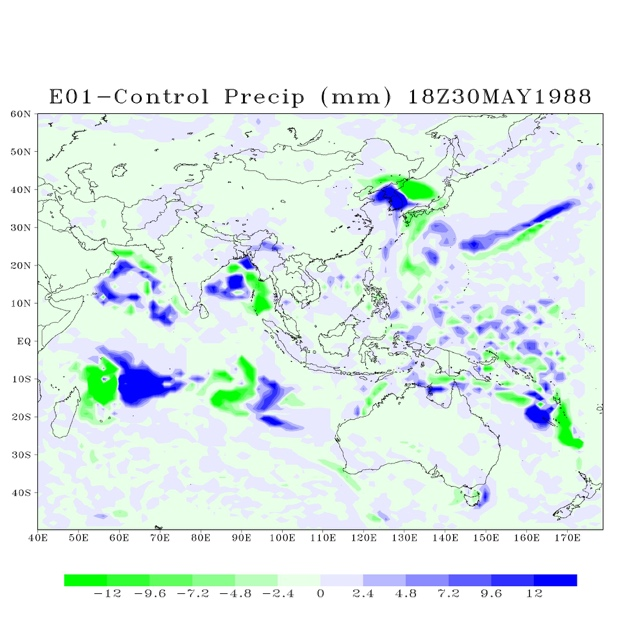 E01-Control Precip (mm) 18Z30MAY1988
60N
50N
40N
30N
20N
10N
EQ
10S
20S
30S
40S
40E 50E 60E 70E 80E 90E 100E 110E 120E 130E 140E 150E 160E 170E
-12 -9.6 -7.2 -4.8 -2.4 0 2.4 4.8 7.2 9.6 12